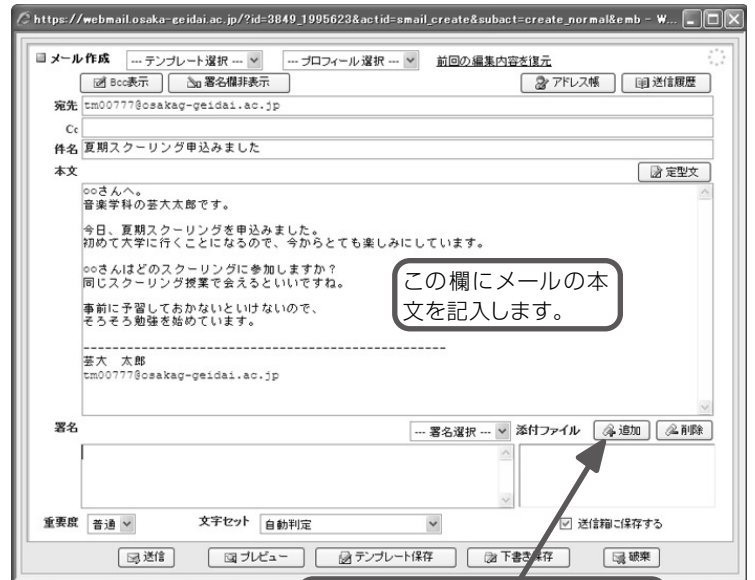 https://webmail.osaka-geidai.ac.jp/?id=3849_1995623&actid=smail_create&subact=create_normal&emb - W...
メール作成 --- テンプレート選択 --- --- プロフィール選択 --- 前回の編集内容を復元
Bcc表示 署名欄非表示 アドレス帳 送信履歴
宛先 tm00777@osakag-geidai.ac.jp
Cc
件名 夏期スクーリング申込みました
本文 定型文
○○さんへ。
音楽学科の芸大太郎です。
今日、夏期スクーリングを申込みました。
初めて大学に行くことになるので、今からとても楽しみにしています。
○○さんはどのスクーリングに参加しますか？
同じスクーリング授業で会えるといいですね。
事前に予習しておかないといけないので、
そろそろ勉強を始めています。
この欄にメールの本
文を記入します。
--------------------------------------------------
芸大 太郎
tm00777@osakag-geidai.ac.jp
署名 --- 署名選択 --- 添付ファイル 追加 削除
重要度 普通 文字セット 自動判定 送信箱に保存する
送信 プレビュー テンプレート保存 下書き保存 破棄